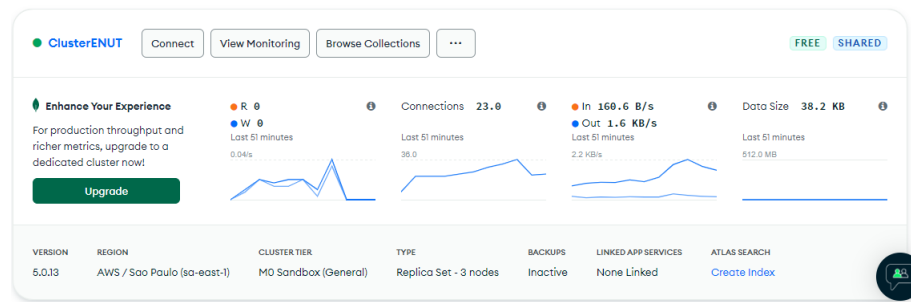 ClusterENUT
Connect
View Monitoring
Browse Collections
...
FREE
SHARED
Enhance Your Experience
For production throughput and
richer metrics, upgrade to a
dedicated cluster now!
Upgrade
R 0
W 0
Last 51 minutes
0.04/s
Connections 23.0
Last 51 minutes
36.0
In 160.6 B/s
Out 1.6 KB/s
Last 51 minutes
2.2 KB/s
Data Size 38.2 KB
Last 51 minutes
512.0 MB
VERSION
5.0.13
REGION
AWS / Sao Paulo (sa-east-1)
CLUSTER TIER
M0 Sandbox (General)
TYPE
Replica Set - 3 nodes
BACKUPS
Inactive
LINKED APP SERVICES
None Linked
ATLAS SEARCH
Create Index